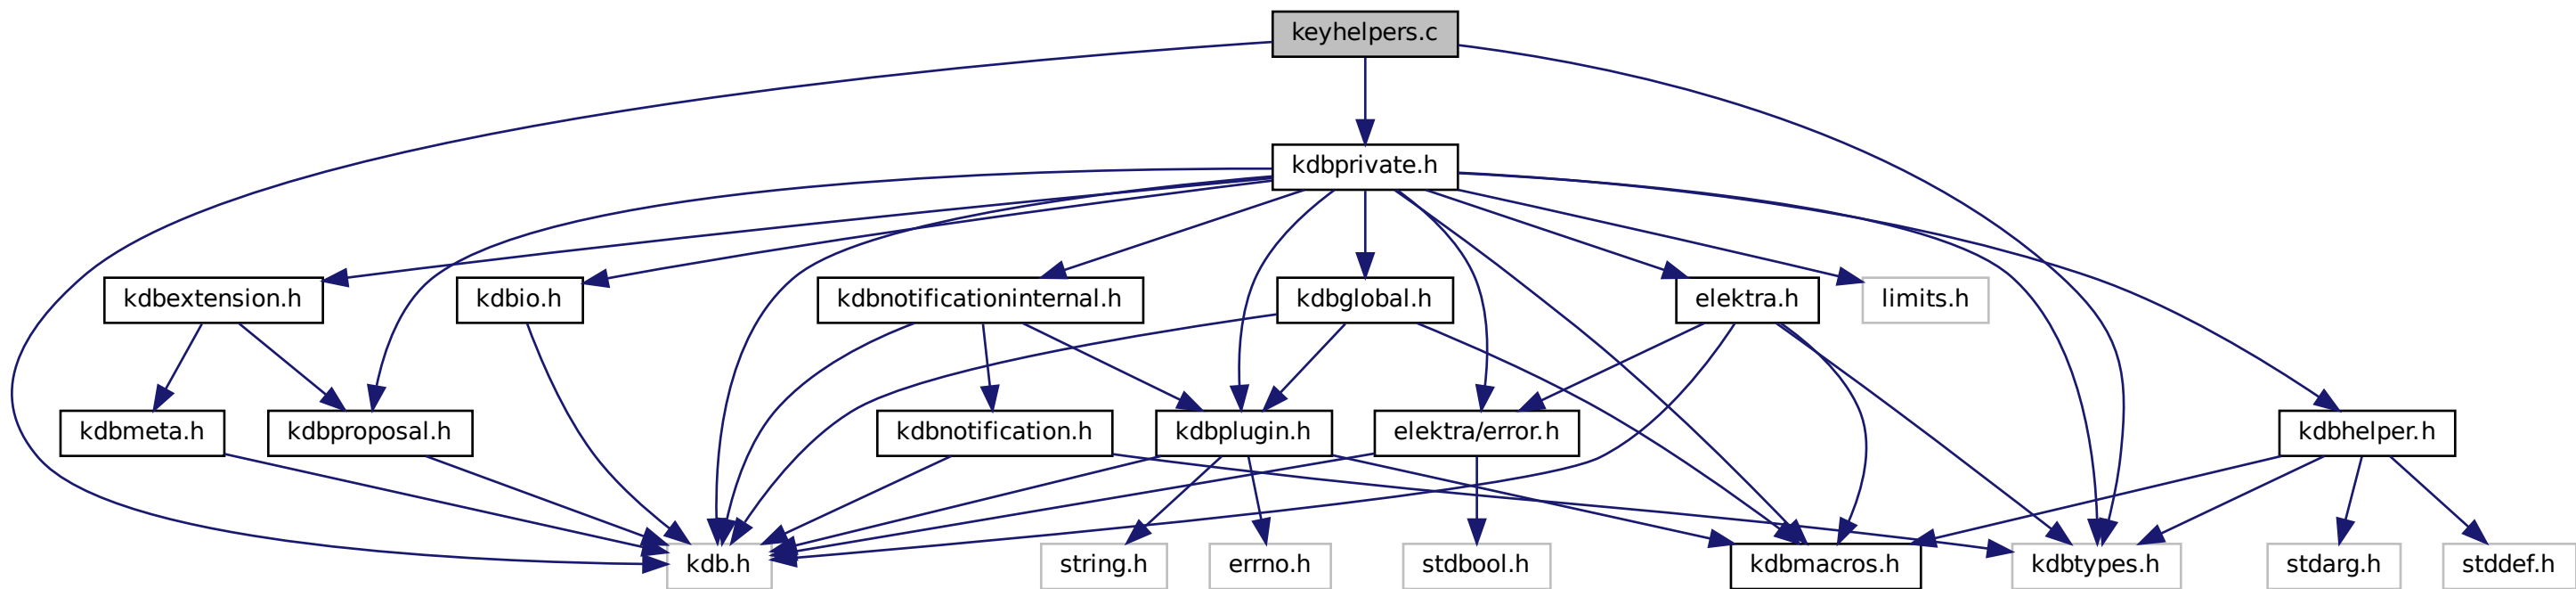 keyhelpers.c
kdbprivate.h
kdbextension.h
kdbio.h
kdbnotificationinternal.h
kdbglobal.h
elektra.h
limits.h
kdbmeta.h
kdbproposal.h
kdbnotification.h
kdbplugin.h
elektra/error.h
kdbhelper.h
kdb.h
string.h
errno.h
stdbool.h
kdbmacros.h
kdbtypes.h
stdarg.h
stddef.h